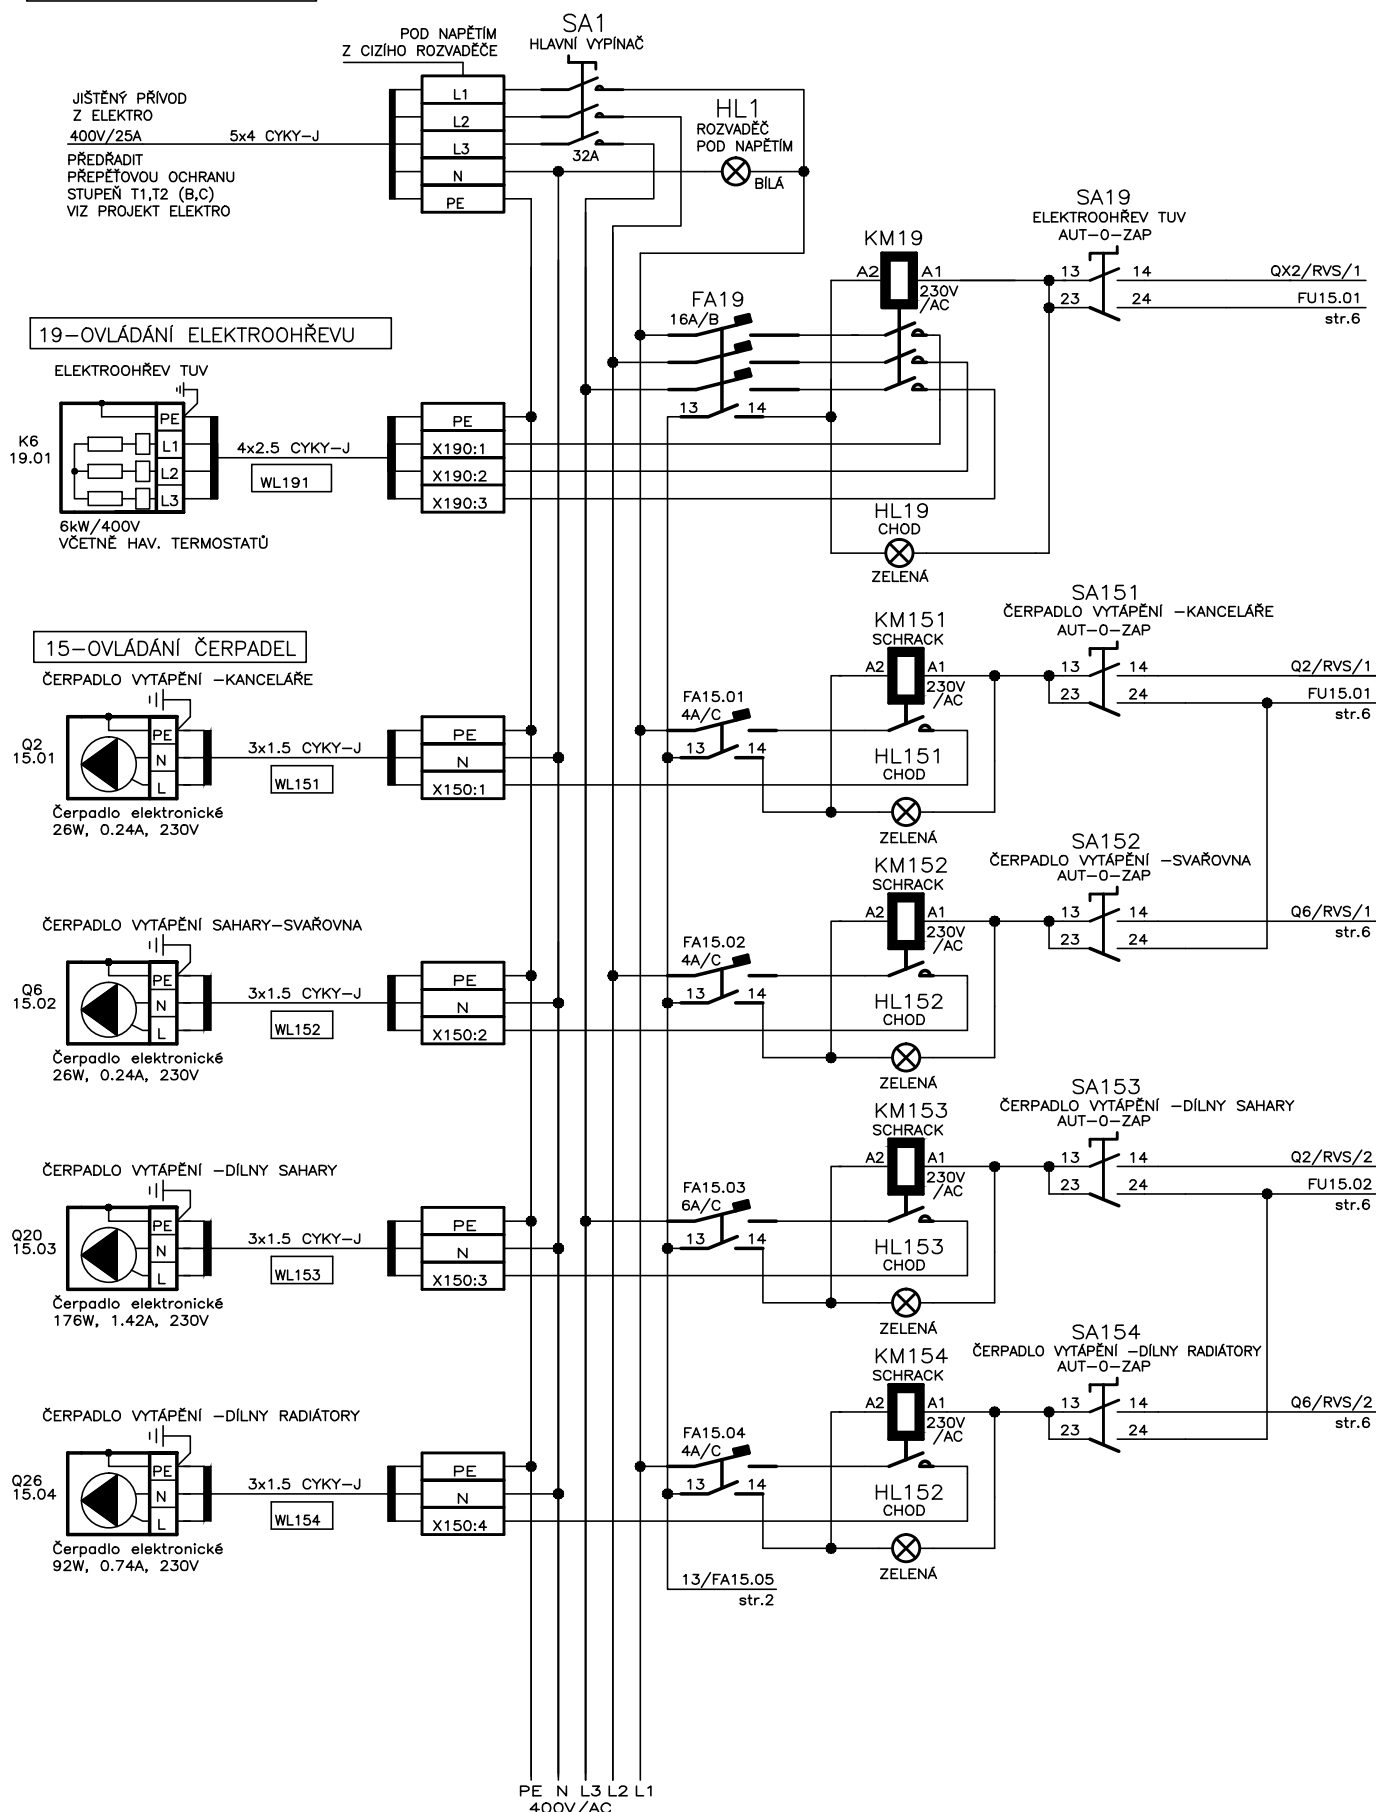 SA1
HLAVNÍ VYPÍNAČ
POD NAPĚTÍM
Z CIZÍHO ROZVADĚČE
JIŠTĚNÝ PŘÍVOD
Z ELEKTRO
400V/25A
5x4 CYKY-J
PŘEDŘADIT
PŘEPĚŤOVOU OCHRANU
STUPEŇ T1,T2 (B,C)
VIZ PROJEKT ELEKTRO
L1
L2
L3
N
PE
32A
HL1
ROZVADĚČ
POD NAPĚTÍM
BÍLÁ
SA19
ELEKTROOHŘEV TUV
AUT-O-ZAP
13 14
QX2/RVS/1
23 24
FU15.01
str.6
KM19
A2 A1
230V
/AC
FA19
16A/B
13 14
19-OVLÁDÁNÍ ELEKTROOHŘEVU
ELEKTROOHŘEV TUV
K6
19.01
PE
L1
L2
L3
4x2.5 CYKY-J
WL191
PE
X190:1
X190:2
X190:3
6kW/400V
VČETNĚ HAV. TERMOSTATŮ
HL19
CHOD
ZELENÁ
15-OVLÁDÁNÍ ČERPADEL
ČERPADLO VYTÁPĚNÍ -KANCELÁŘE
Q2
15.01
PE
N
L
3x1.5 CYKY-J
WL151
PE
N
X150:1
Čerpadlo elektronické
26W, 0.24A, 230V
FA15.01
4A/C
13 14
KM151
SCHRACK
A2 A1
230V
/AC
HL151
CHOD
ZELENÁ
SA151
ČERPADLO VYTÁPĚNÍ -KANCELÁŘE
AUT-O-ZAP
13 14
Q2/RVS/1
23 24
FU15.01
str.6
ČERPADLO VYTÁPĚNÍ SAHARY-SVAŘOVNA
Q6
15.02
PE
N
L
3x1.5 CYKY-J
WL152
PE
N
X150:2
Čerpadlo elektronické
26W, 0.24A, 230V
FA15.02
4A/C
13 14
KM152
SCHRACK
A2 A1
230V
/AC
HL152
CHOD
ZELENÁ
SA152
ČERPADLO VYTÁPĚNÍ -SVAŘOVNA
AUT-O-ZAP
13 14
Q6/RVS/1
str.6
23 24
ČERPADLO VYTÁPĚNÍ -DÍLNY SAHARY
Q20
15.03
PE
N
L
3x1.5 CYKY-J
WL153
PE
N
X150:3
Čerpadlo elektronické
176W, 1.42A, 230V
FA15.03
6A/C
13 14
KM153
SCHRACK
A2 A1
230V
/AC
HL153
CHOD
ZELENÁ
SA153
ČERPADLO VYTÁPĚNÍ -DÍLNY SAHARY
AUT-O-ZAP
13 14
Q2/RVS/2
23 24
FU15.02
str.6
ČERPADLO VYTÁPĚNÍ -DÍLNY RADIÁTORY
Q26
15.04
PE
N
L
3x1.5 CYKY-J
WL154
PE
N
X150:4
Čerpadlo elektronické
92W, 0.74A, 230V
FA15.04
4A/C
13 14
KM154
SCHRACK
A2 A1
230V
/AC
HL152
CHOD
ZELENÁ
SA154
ČERPADLO VYTÁPĚNÍ -DÍLNY RADIÁTORY
AUT-O-ZAP
13 14
Q6/RVS/2
str.6
23 24
13/FA15.05
str.2
PE N L3 L2 L1
400V/AC